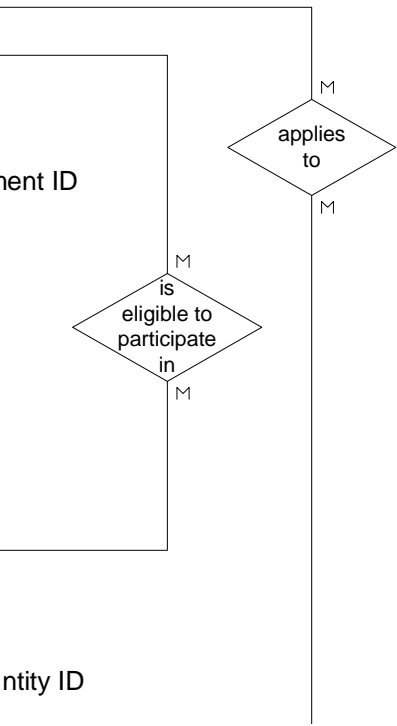 M
applies
to
M
ment ID
M
is
eligible to
participate
in
M
ntity ID